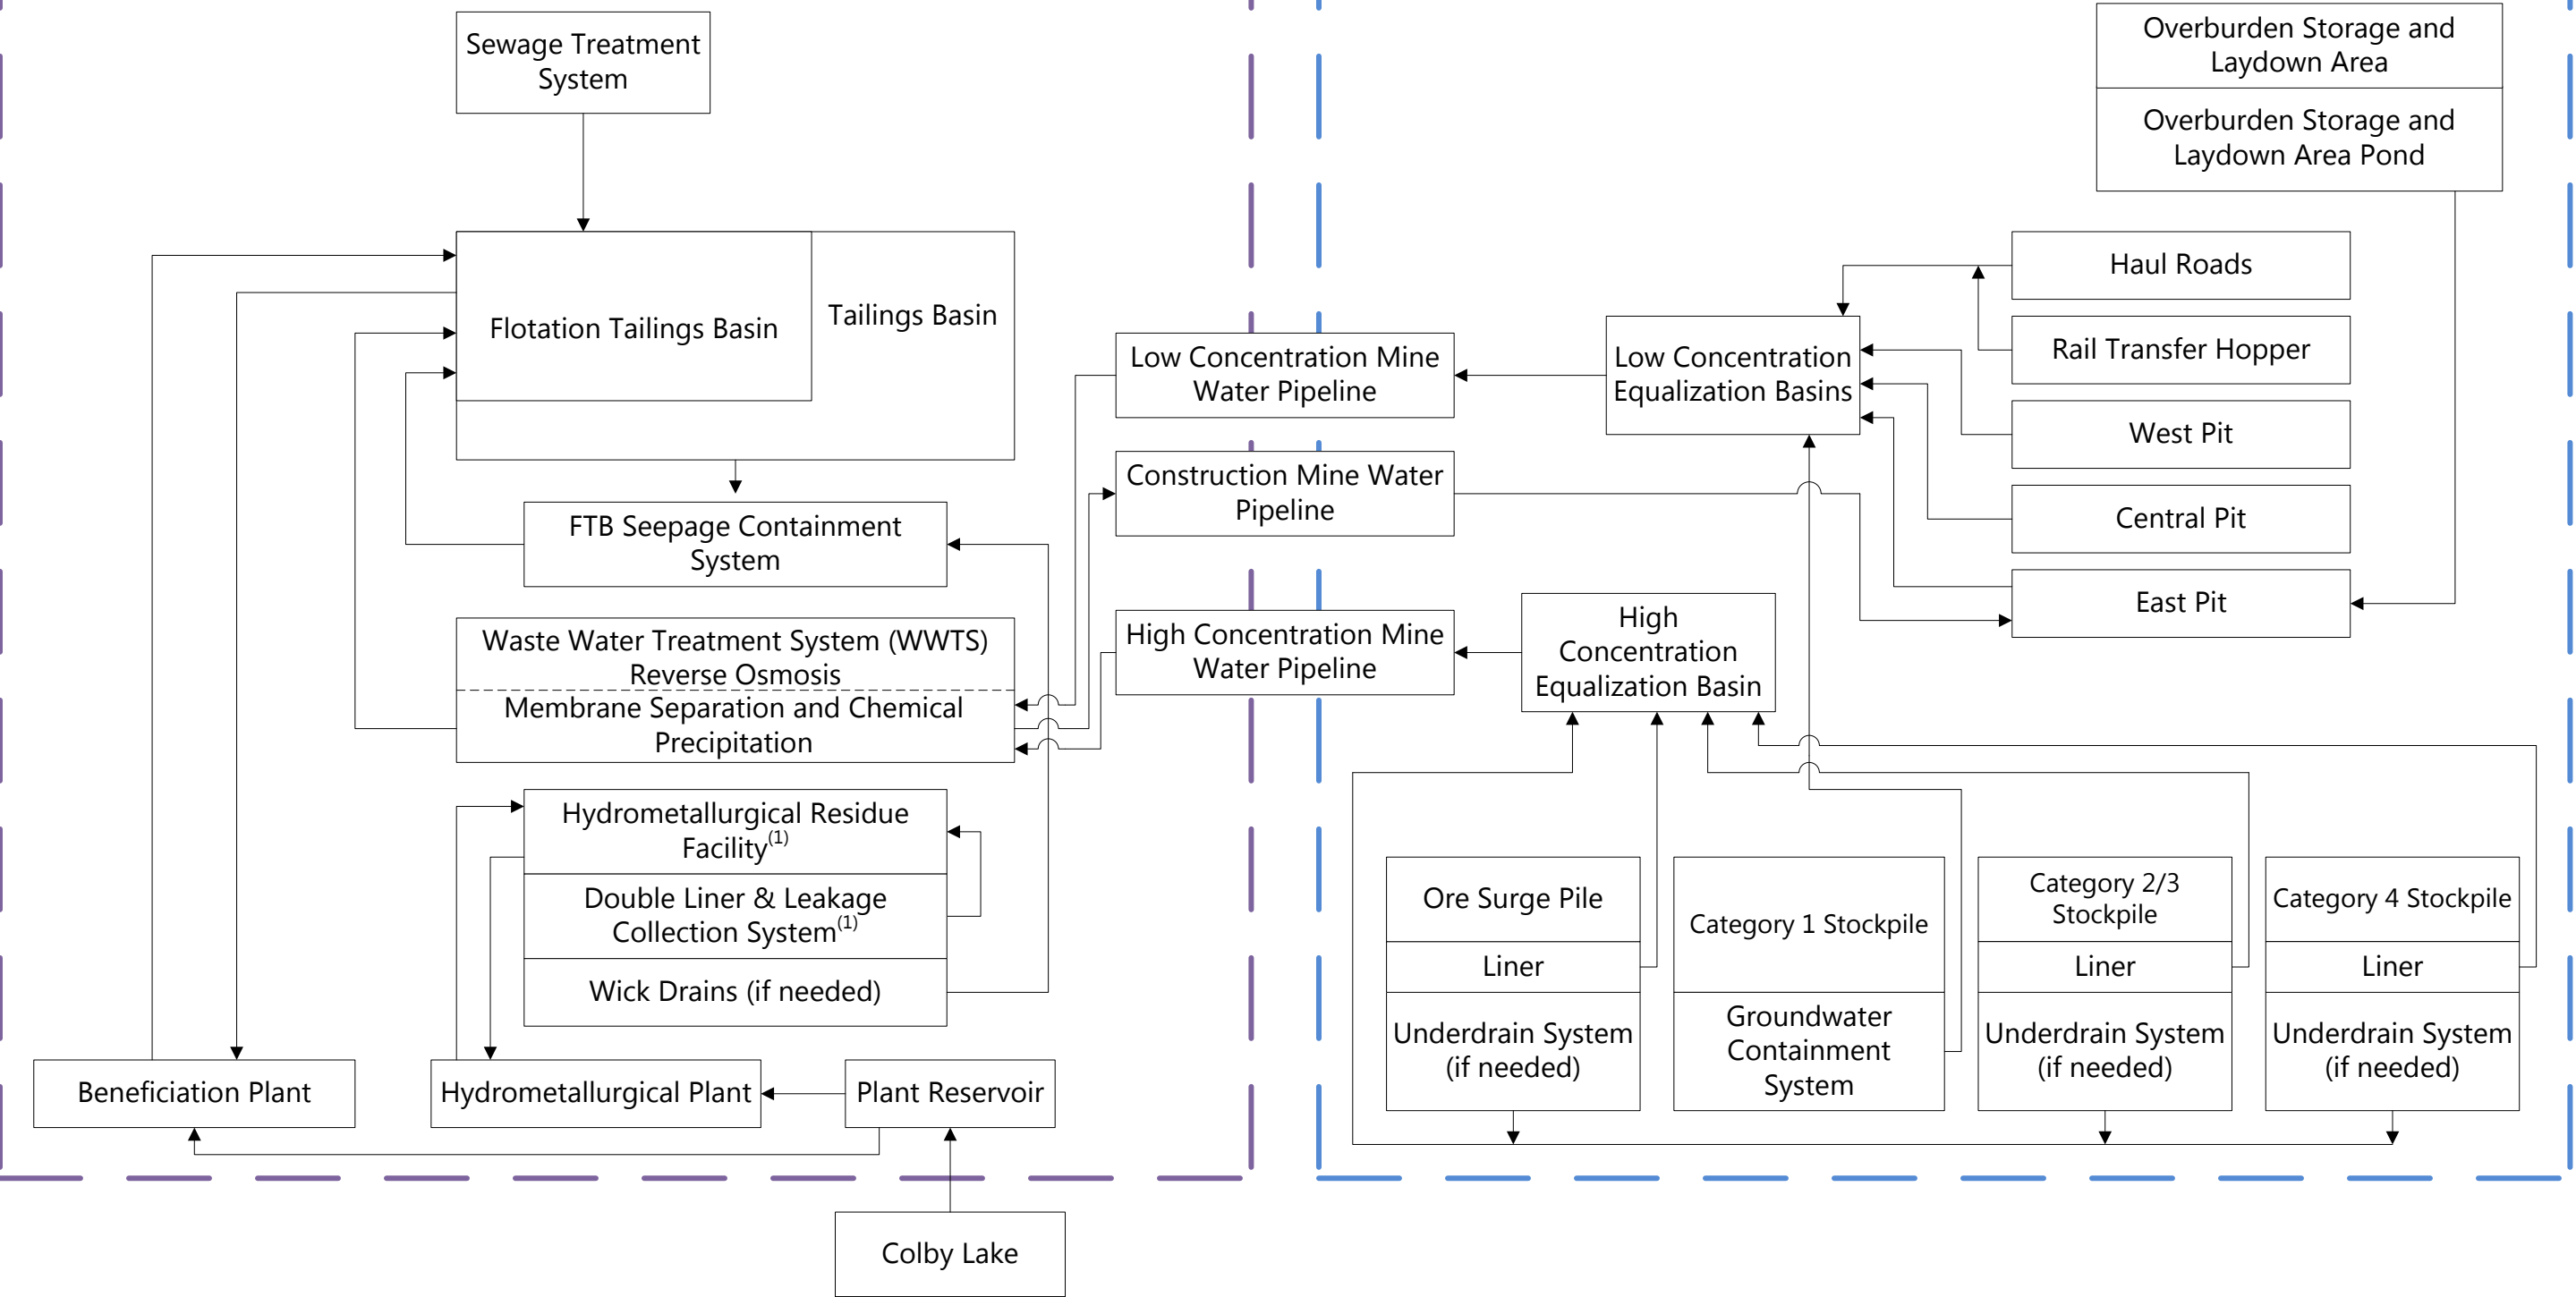 Sewage Treatment
System
Overburden Storage and
Laydown Area
Overburden Storage and
Laydown Area Pond
Flotation Tailings Basin
Tailings Basin
Low Concentration Mine
Water Pipeline
Low Concentration
Equalization Basins
Haul Roads
Rail Transfer Hopper
West Pit
Central Pit
East Pit
Construction Mine Water
Pipeline
FTB Seepage Containment
System
High Concentration Mine
Water Pipeline
High
Concentration
Equalization Basin
Waste Water Treatment System (WWTS)
Reverse Osmosis
Membrane Separation and Chemical
Precipitation
Hydrometallurgical Residue
Facility(1)
Double Liner & Leakage
Collection System(1)
Wick Drains (if needed)
Ore Surge Pile
Liner
Underdrain System
(if needed)
Category 1 Stockpile
Groundwater
Containment
System
Category 2/3
Stockpile
Liner
Underdrain System
(if needed)
Category 4 Stockpile
Liner
Underdrain System
(if needed)
Beneficiation Plant
Hydrometallurgical Plant
Plant Reservoir
Colby Lake